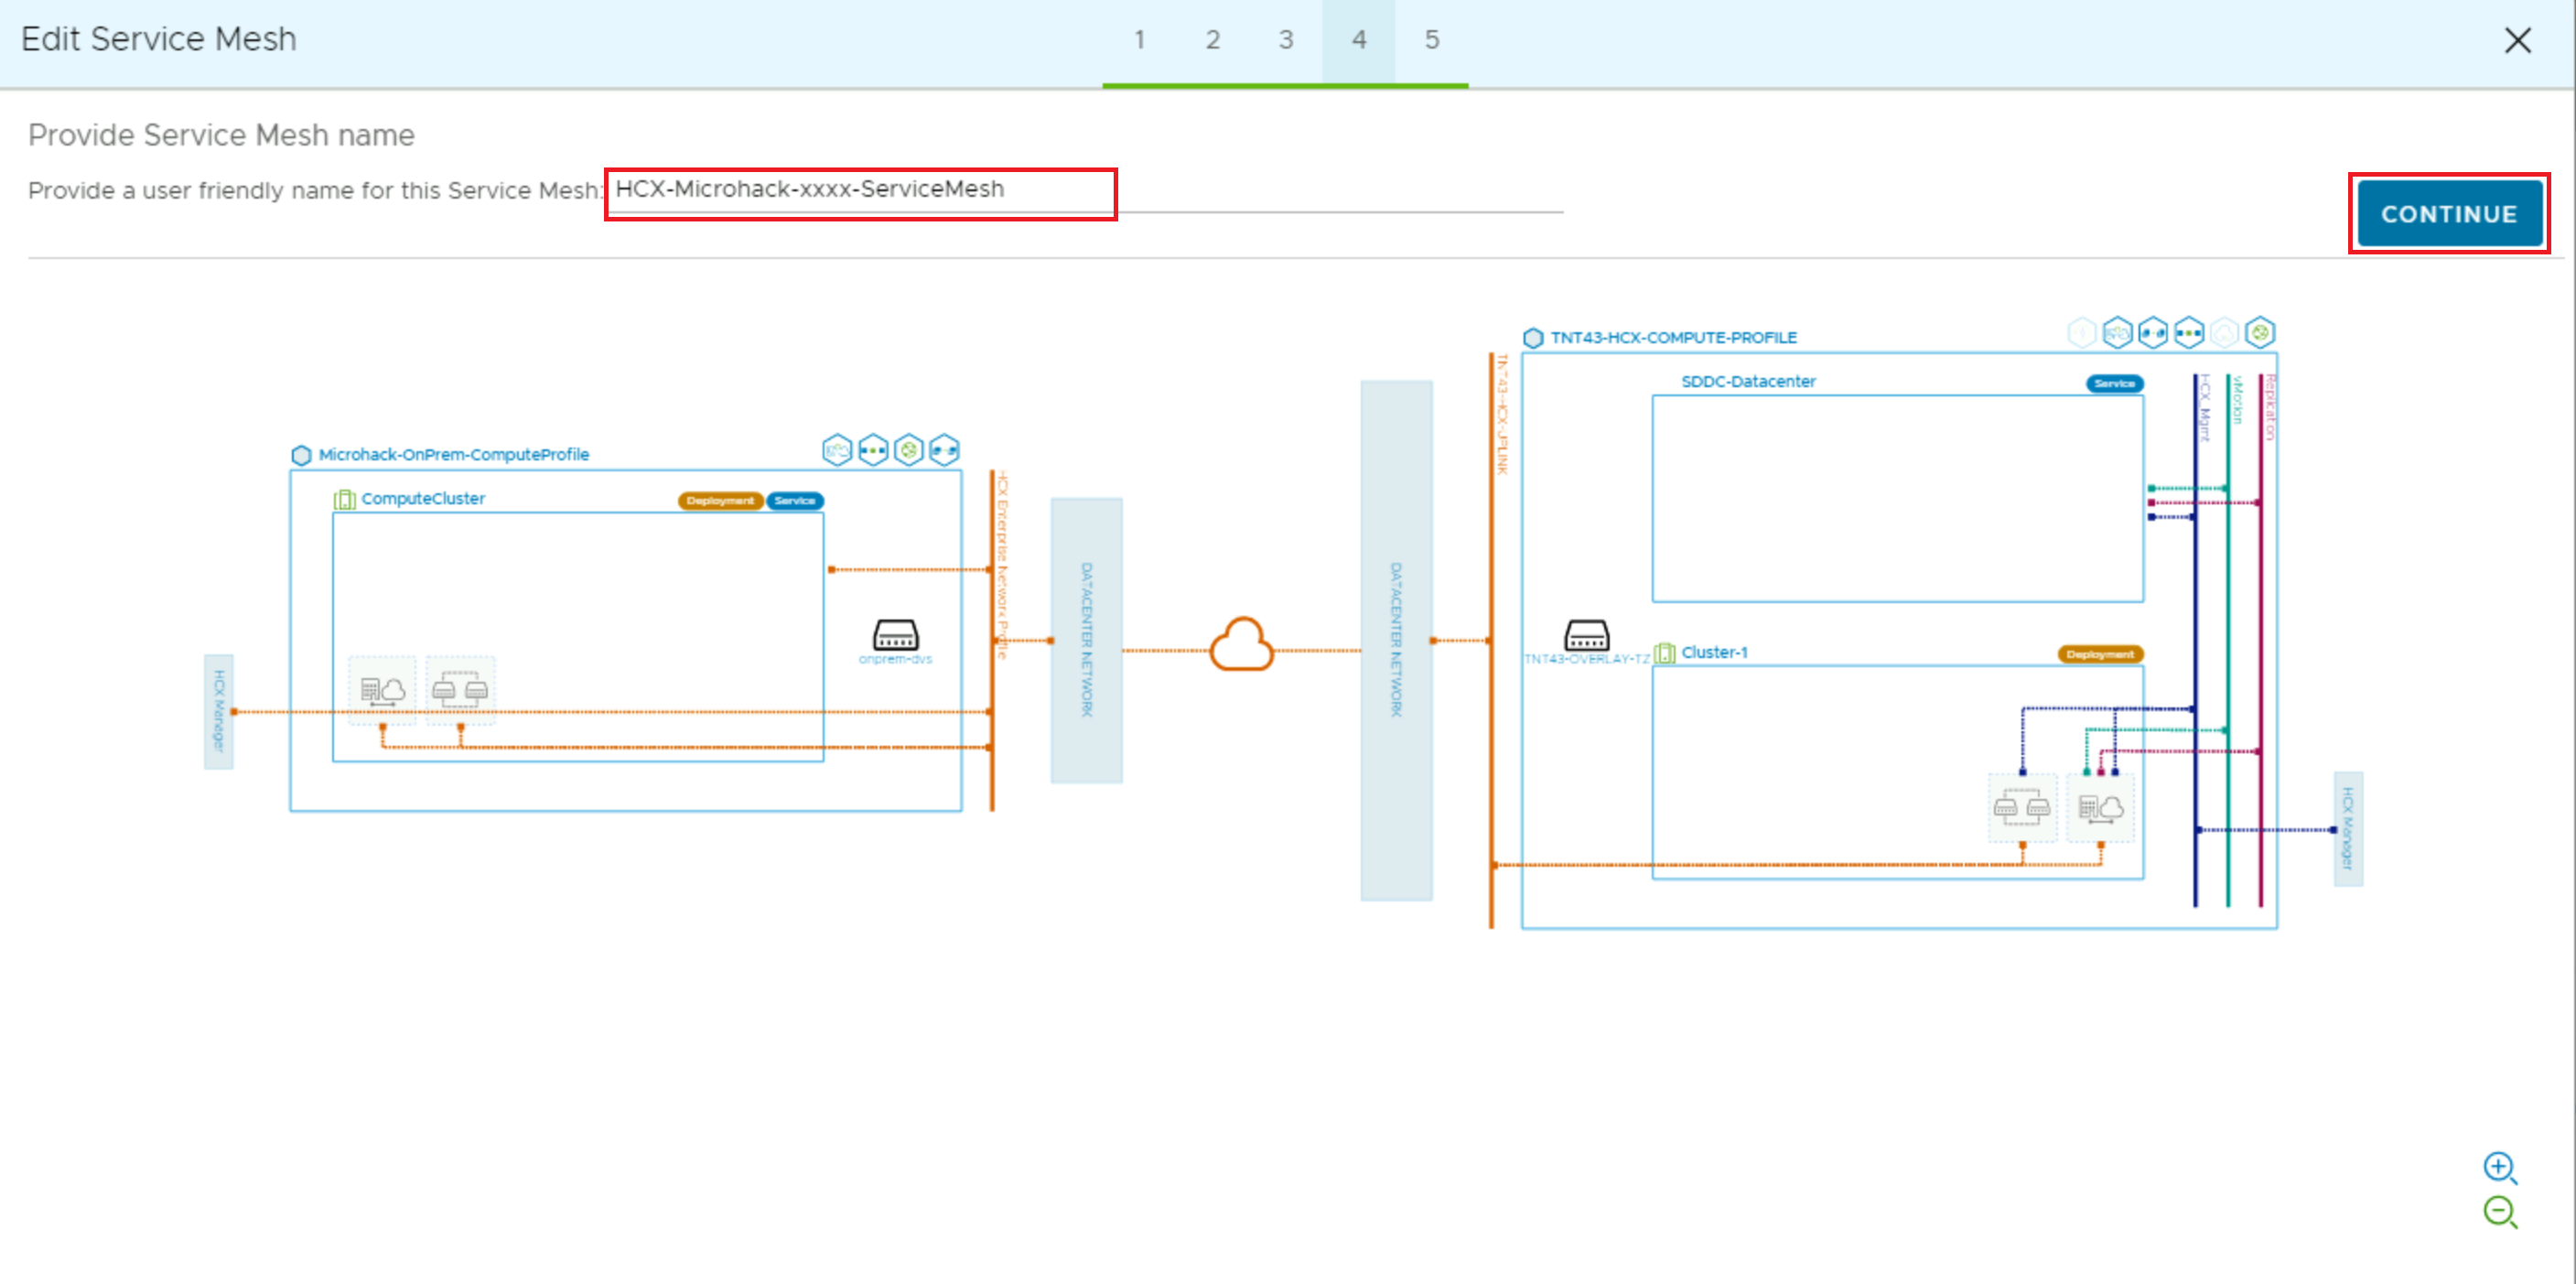 Edit Service Mesh
1 2 3 4 5
Provide Service Mesh name
Provide a user friendly name for this Service Mesh: HCX-Microhack-xxxx-ServiceMesh
CONTINUE
TNT43-HCX-COMPUTE-PROFILE
TNT43-HCX-UPLINK
SDDC-Datacenter
Service
HCX_Mgmt
vMotion
Replication
Microhack-OnPrem-ComputeProfile
ComputeCluster
Deployment Service
HCX Enterprise Network Profile
DATACENTER NETWORK
DATACENTER NETWORK
onprem-dvs
TNT43-OVERLAY-TZ
Cluster-1
Deployment
HCX Manager
HCX Manager